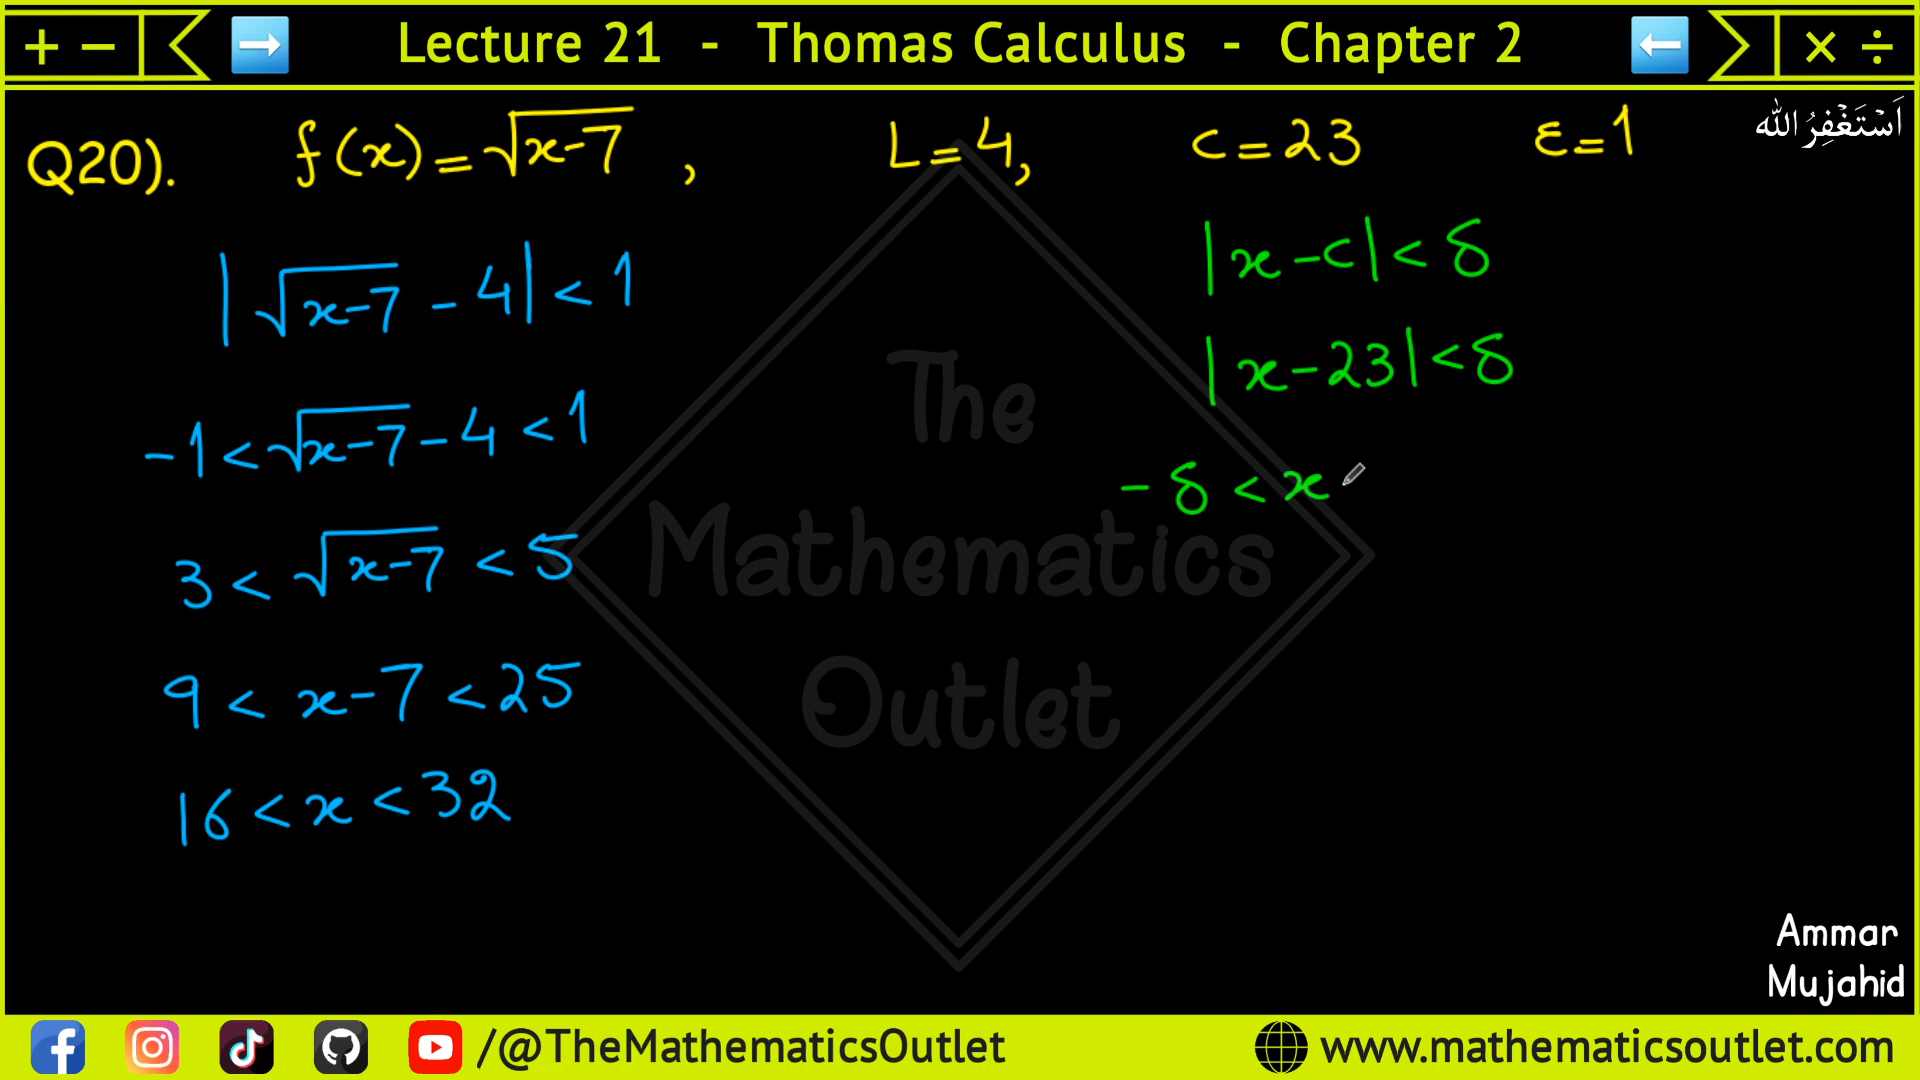 + − ➡ Lecture 21 - Thomas Calculus - Chapter 2 ⬅ × ÷
أَسْتَغْفِرُ اللّٰه
Q20). f(x) = √(x-7) , L = 4, c = 23 ε = 1
|√(x-7) - 4| < 1
-1 < √(x-7) - 4 < 1
3 < √(x-7) < 5
9 < x-7 < 25
16 < x < 32
|x - c| < δ
|x - 23| < δ
-δ < x
The
Mathematics
Outlet
Ammar
Mujahid
/@TheMathematicsOutlet www.mathematicsoutlet.com